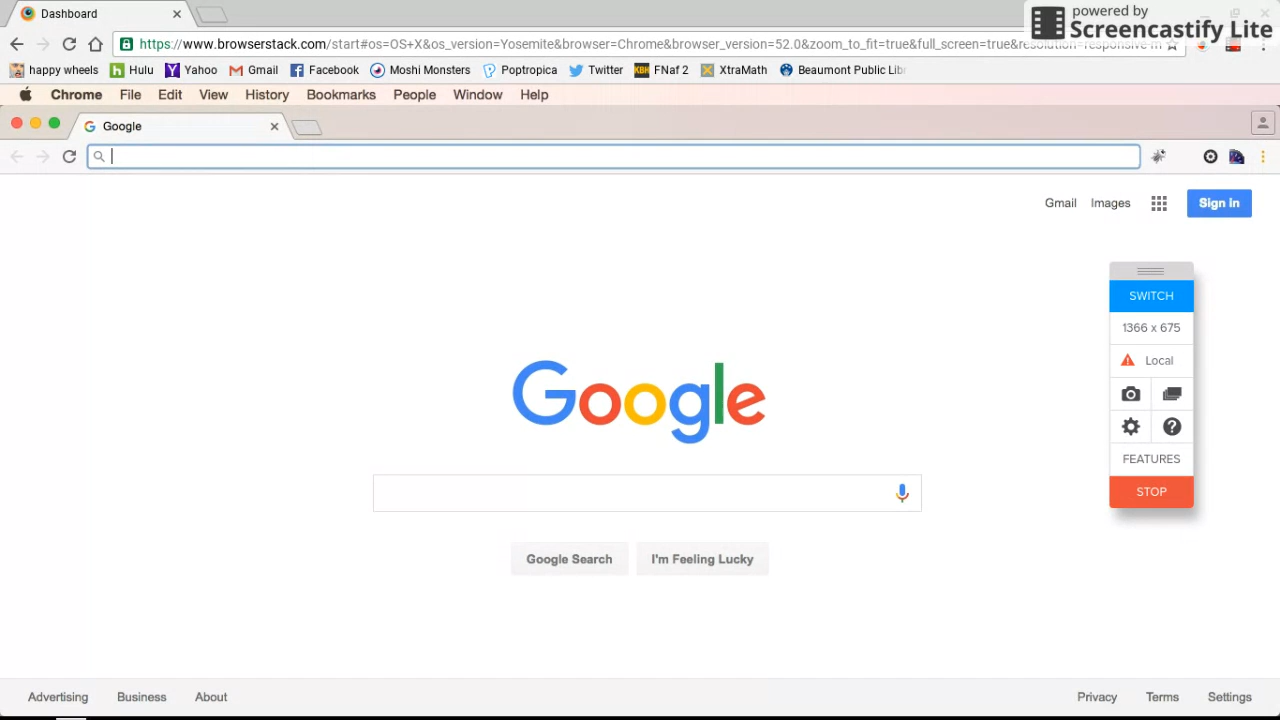 Dashboard
powered by
Screencastify Lite
https://www.browserstack.com/start#os=OS+X&os_version=Yosemite&browser=Chrome&browser_version=52.0&zoom_to_fit=true&full_screen=true&resolution=responsive-m
happy wheels Hulu Yahoo Gmail Facebook Moshi Monsters Poptropica Twitter KBH FNaf 2 XtraMath Beaumont Public Libr
Chrome File Edit View History Bookmarks People Window Help
Google
Gmail Images Sign in
SWITCH
1366 x 675
Local
Google
FEATURES
STOP
Google Search I'm Feeling Lucky
Advertising Business About Privacy Terms Settings